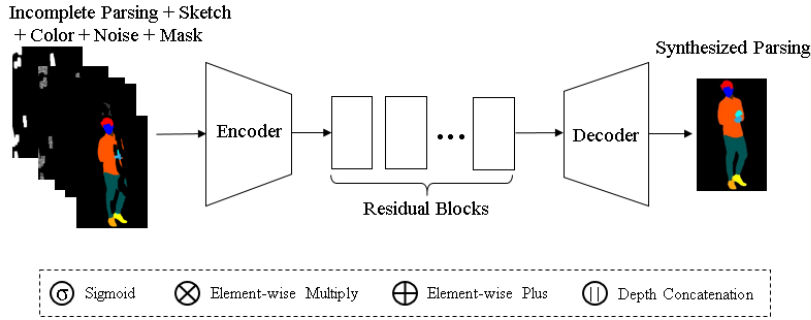 Incomplete Parsing + Sketch
+ Color + Noise + Mask
Synthesized Parsing
Encoder
...
Decoder
Residual Blocks
σ Sigmoid
Element-wise Multiply
Element-wise Plus
Depth Concatenation